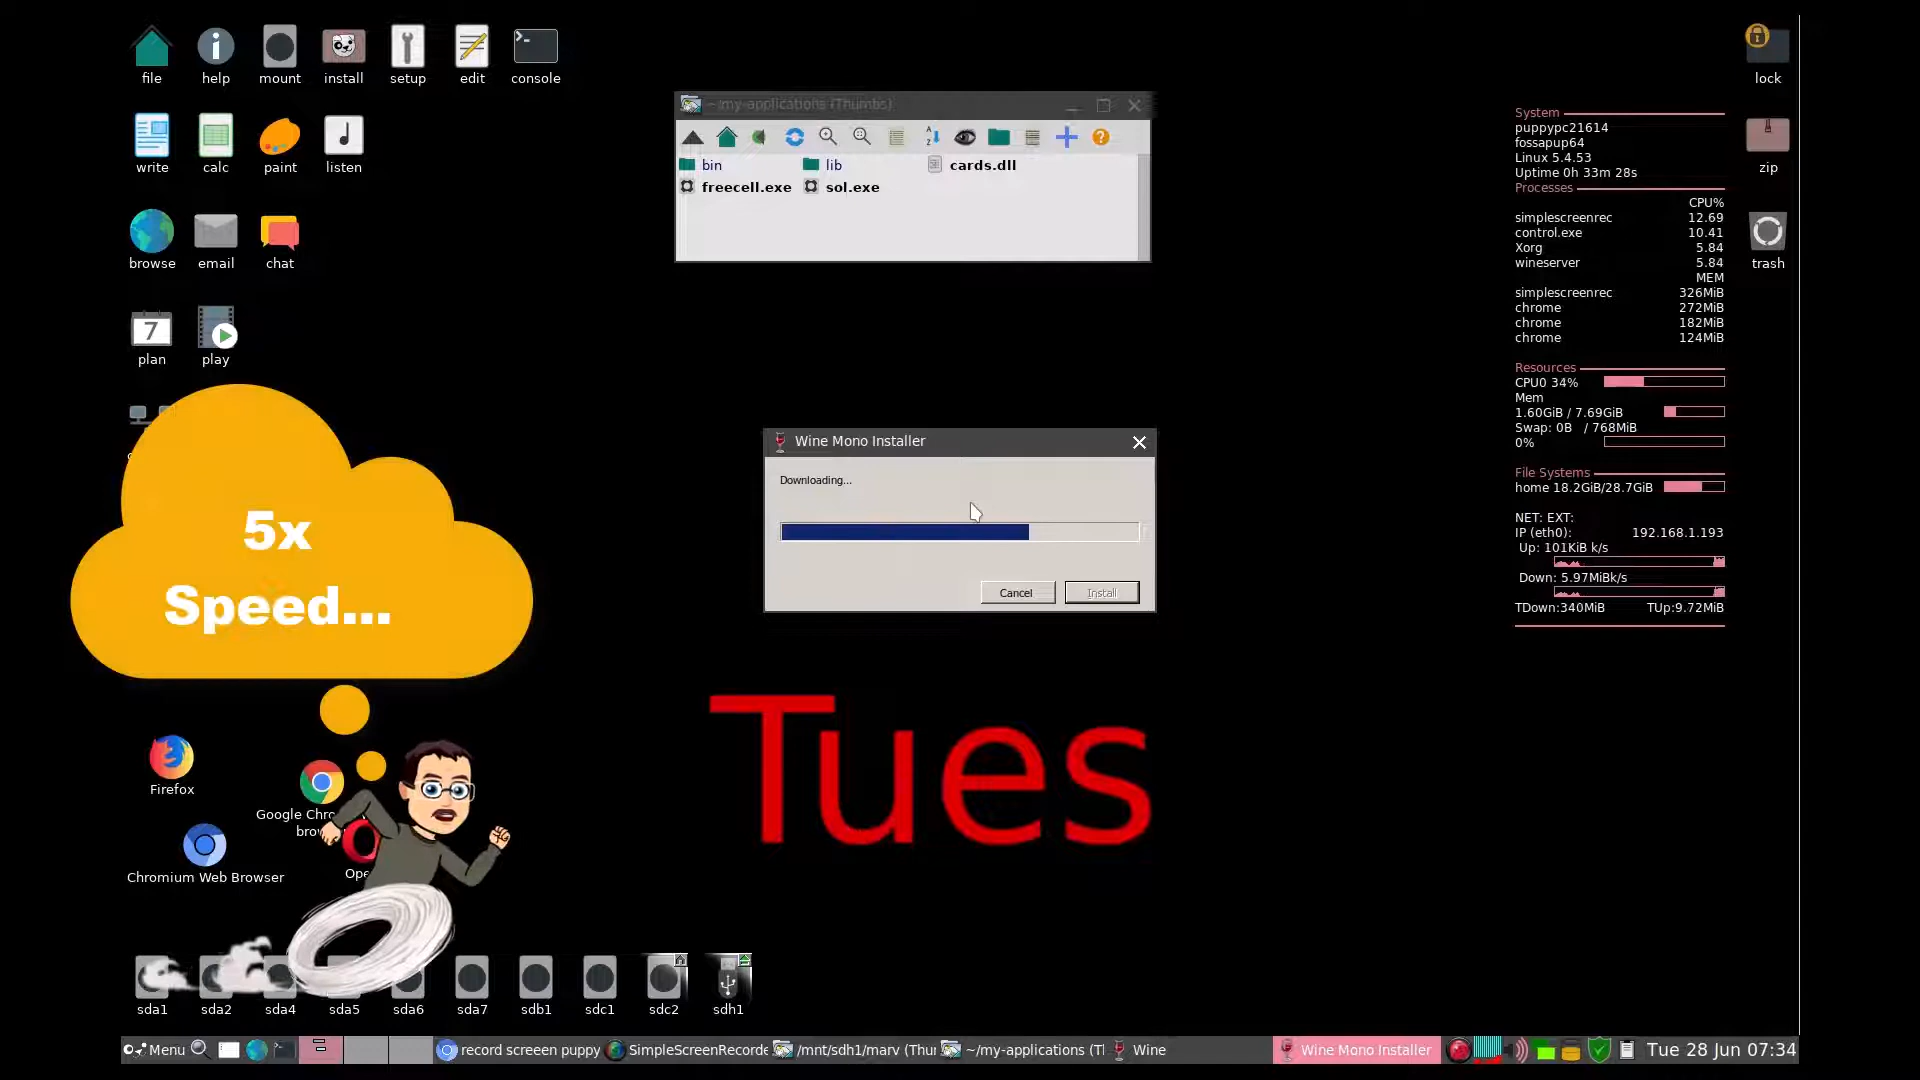 file help mount install setup edit console
lock
~/my-applications (Thumbs)
write calc paint listen
zip
bin lib cards.dll
freecell.exe sol.exe
browse email chat
trash
7
plan play
System
puppypc21614
fossapup64
Linux 5.4.53
Uptime 0h 33m 28s
Processes
CPU%
simplescreenrec 12.69
control.exe 10.41
Xorg 5.84
wineserver 5.84
MEM
simplescreenrec 326MiB
chrome 272MiB
chrome 182MiB
chrome 124MiB
Resources
CPU0 34%
Mem
1.60GiB / 7.69GiB
Swap: 0B / 768MiB
0%
File Systems
home 18.2GiB/28.7GiB
NET: EXT:
IP (eth0): 192.168.1.193
Up: 101KiB k/s
Down: 5.97MiBk/s
TDown:340MiB TUp:9.72MiB
Wine Mono Installer
Downloading...
Cancel Install
5x
Speed...
Tues
Firefox
Google Chro
brow
Chromium Web Browser
Ope
sda1 sda2 sda4 sda5 sda6 sda7 sdb1 sdc1 sdc2 sdh1
Menu record screeen puppy SimpleScreenRecorde /mnt/sdh1/marv (Thur ~/my-applications (Tl Wine Wine Mono Installer Tue 28 Jun 07:34